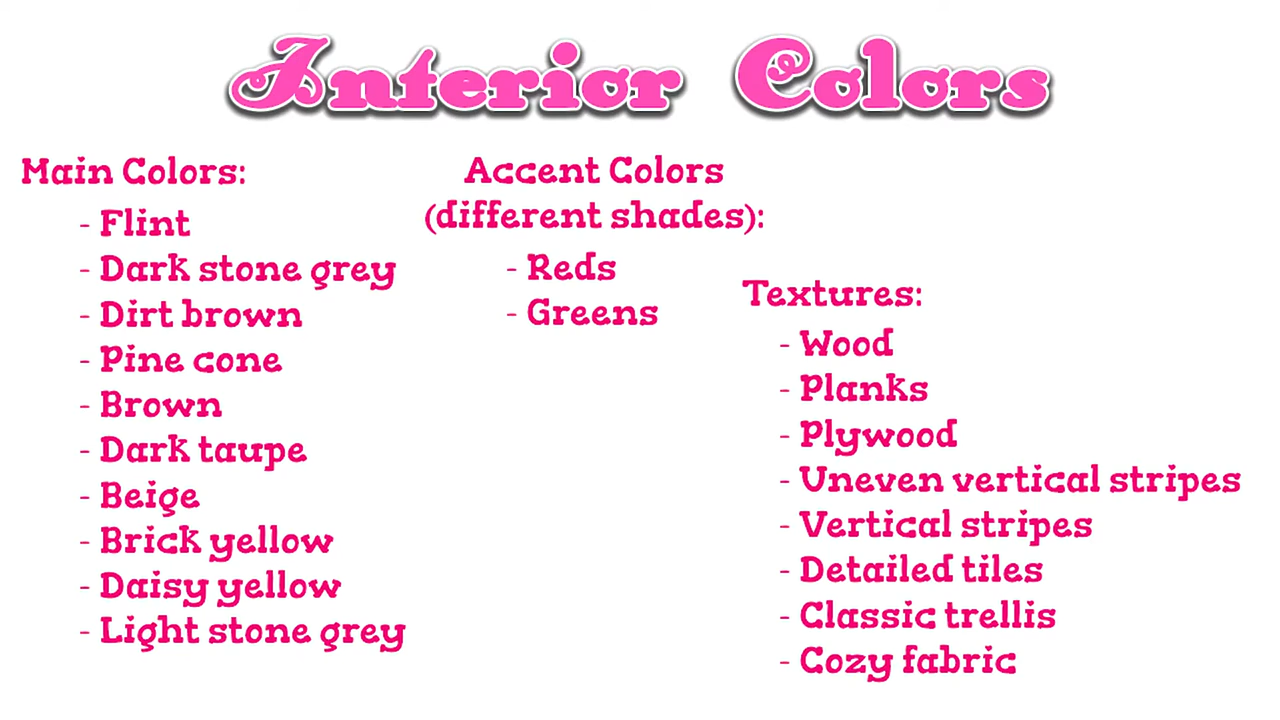 Interior Colors
Main Colors:
- Flint
- Dark stone grey
- Dirt brown
- Pine cone
- Brown
- Dark taupe
- Beige
- Brick yellow
- Daisy yellow
- Light stone grey
Accent Colors
(different shades):
- Reds
- Greens
Textures:
- Wood
- Planks
- Plywood
- Uneven vertical stripes
- Vertical stripes
- Detailed tiles
- Classic trellis
- Cozy fabric